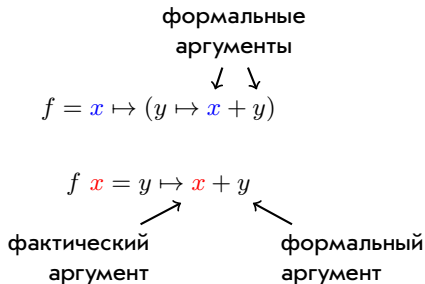 формальные
аргументы
f = x ↦ (y ↦ x + y)
f x = y ↦ x + y
фактический
аргумент
формальный
аргумент